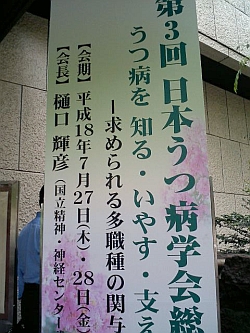 第3回 日本うつ病学会総
うつ病を 知る・いやす・支え
─求められる多職種の関与
【会期】平成18年7月27日(木)・28日(金)
【会長】樋口 輝彦(国立精神・神経センター